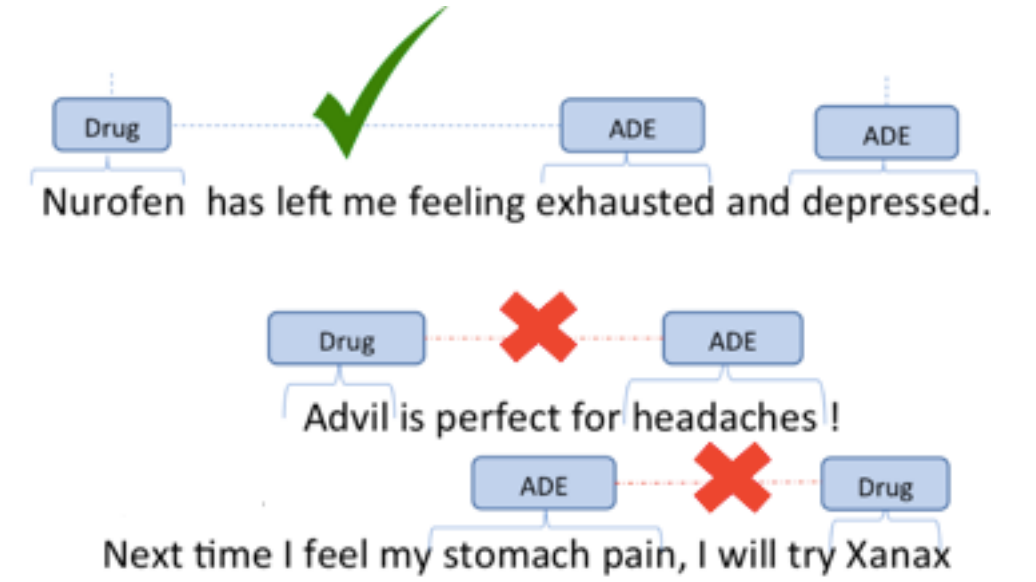 Drug ADE ADE
Nurofen has left me feeling exhausted and depressed.
Drug ADE
Advil is perfect for headaches !
ADE Drug
Next time I feel my stomach pain, I will try Xanax